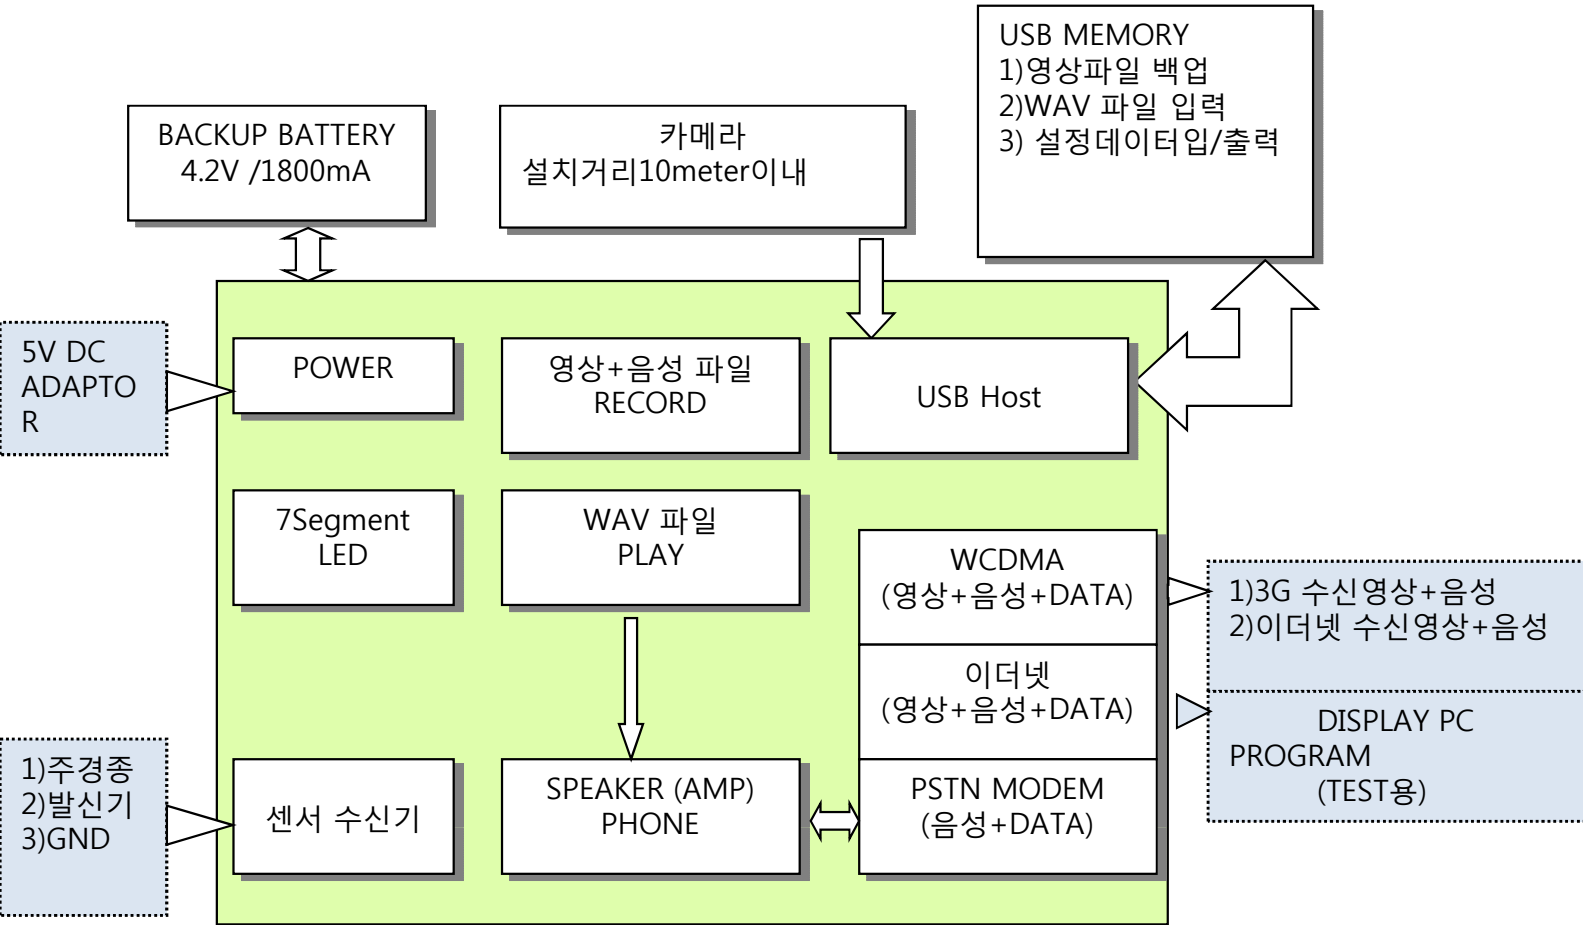 USB MEMORY
1)영상파일 백업
2)WAV 파일 입력
3) 설정데이터입/출력
BACKUP BATTERY
4.2V /1800mA
카메라
설치거리10meter이내
5V DC
ADAPTO
R
POWER
영상+음성 파일
RECORD
USB Host
7Segment
LED
WAV 파일
PLAY
WCDMA
(영상+음성+DATA)
1)3G 수신영상+음성
2)이더넷 수신영상+음성
이더넷
(영상+음성+DATA)
DISPLAY PC
PROGRAM
(TEST용)
1)주경종
2)발신기
3)GND
센서 수신기
SPEAKER (AMP)
PHONE
PSTN MODEM
(음성+DATA)